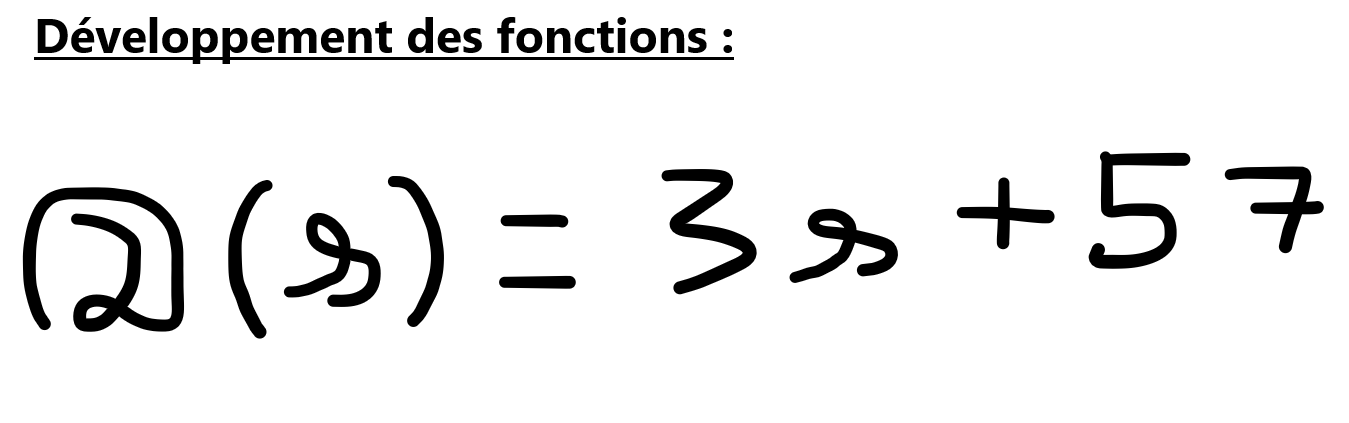 Développement des fonctions :
(x) = 3x + 57